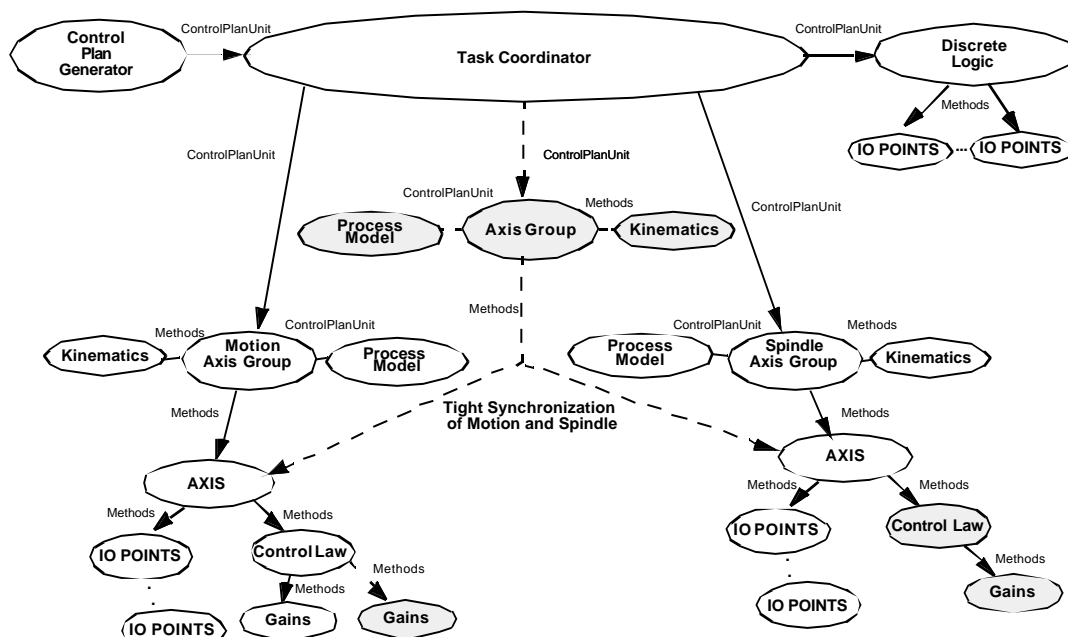 Control
Plan
Generator
ControlPlanUnit
Task Coordinator
ControlPlanUnit
Discrete
Logic
Methods
IO POINTS
...
IO POINTS
ControlPlanUnit
ControlPlanUnit
ControlPlanUnit
ControlPlanUnit
Methods
Process
Model
Axis Group
Kinematics
Methods
Methods
ControlPlanUnit
Kinematics
Motion
Axis Group
Process
Model
ControlPlanUnit
Methods
Process
Model
Spindle
Axis Group
Kinematics
Methods
Tight Synchronization
of Motion and Spindle
Methods
AXIS
AXIS
Methods
Methods
Methods
Methods
IO POINTS
Control Law
IO POINTS
Control Law
Methods
Methods
Methods
IO POINTS
Gains
Gains
IO POINTS
Gains